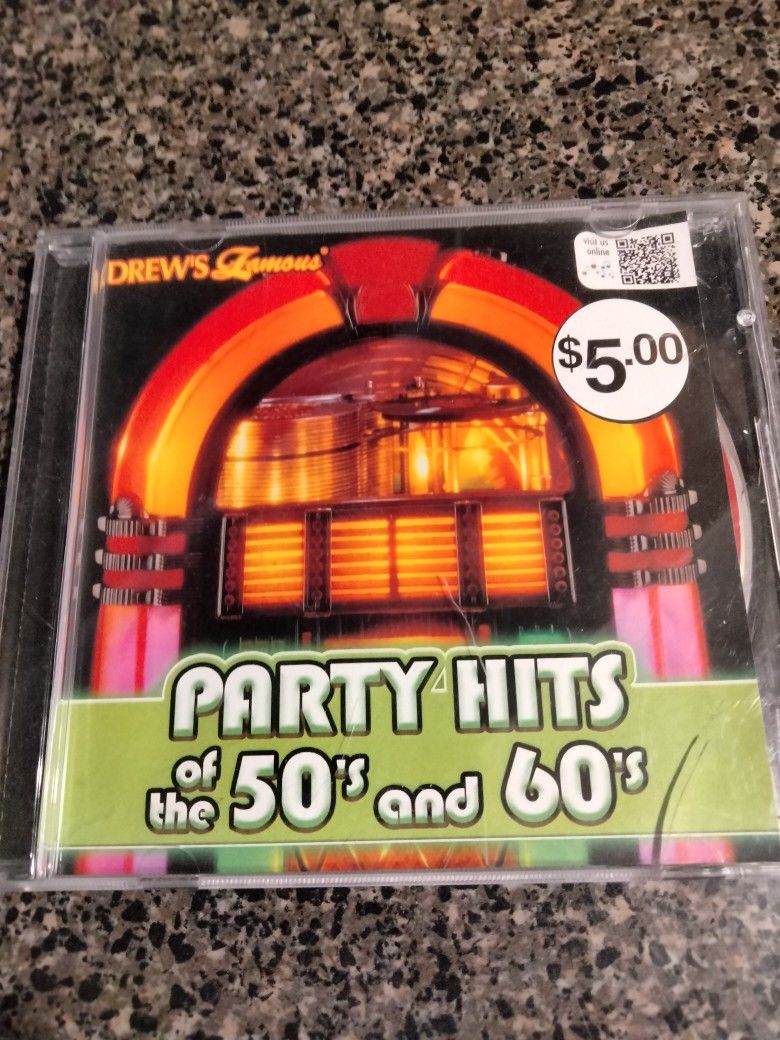 DREW'S Famous®
visit us
online
$5.00
PARTY HITS
of
the 50's and 60's